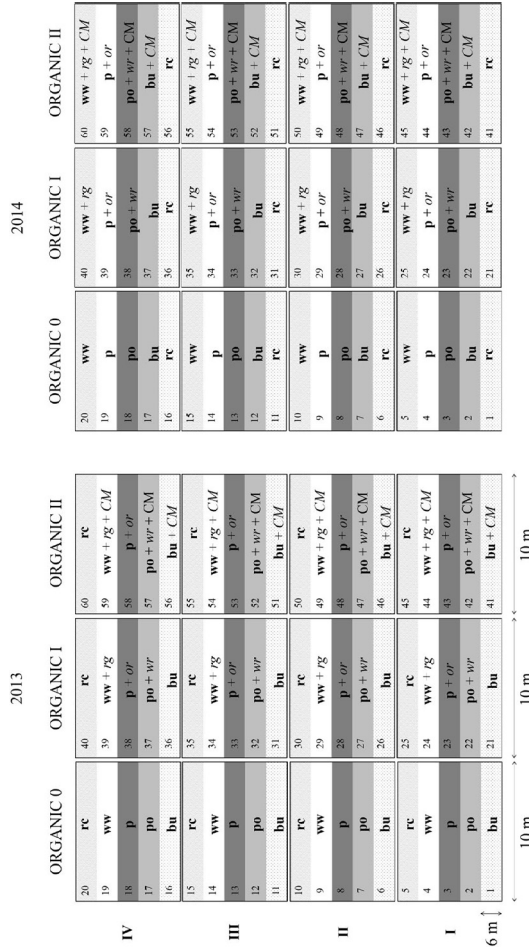 2013 2014
ORGANIC 0 ORGANIC I ORGANIC II ORGANIC 0 ORGANIC I ORGANIC II
20 rc 40 rc 60 rc 20 ww 40 ww + rg 60 ww + rg + CM
19 ww 39 ww + rg 59 ww + rg + CM 19 p 39 p + or 59 p + or
IV 18 p 38 p + or 58 p + or 18 po 38 po + wr 58 po + wr + CM
17 po 37 po + wr 57 po + wr + CM 17 bu 37 bu 57 bu + CM
16 bu 36 bu 56 bu + CM 16 rc 36 rc 56 rc
15 rc 35 rc 55 rc 15 ww 35 ww + rg 55 ww + rg + CM
14 ww 34 ww + rg 54 ww + rg + CM 14 p 34 p + or 54 p + or
III 13 p 33 p + or 53 p + or 13 po 33 po + wr 53 po + wr + CM
12 po 32 po + wr 52 po + wr + CM 12 bu 32 bu 52 bu + CM
11 bu 31 bu 51 bu + CM 11 rc 31 rc 51 rc
10 rc 30 rc 50 rc 10 ww 30 ww + rg 50 ww + rg + CM
9 ww 29 ww + rg 49 ww + rg + CM 9 p 29 p + or 49 p + or
II 8 p 28 p + or 48 p + or 8 po 28 po + wr 48 po + wr + CM
7 po 27 po + wr 47 po + wr + CM 7 bu 27 bu 47 bu + CM
6 bu 26 bu 46 bu + CM 6 rc 26 rc 46 rc
5 rc 25 rc 45 rc 5 ww 25 ww + rg 45 ww + rg + CM
4 ww 24 ww + rg 44 ww + rg + CM 4 p 24 p + or 44 p + or
I 3 p 23 p + or 43 p + or 3 po 23 po + wr 43 po + wr + CM
2 po 22 po + wr 42 po + wr + CM 2 bu 22 bu 42 bu + CM
6 m 1 bu 21 bu 41 bu + CM 1 rc 21 rc 41 rc
10 m 10 m